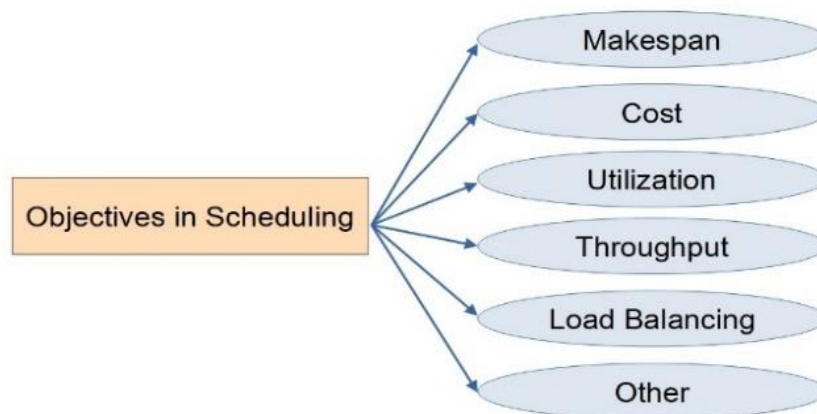 Makespan
Cost
Utilization
Objectives in Scheduling
Throughput
Load Balancing
Other